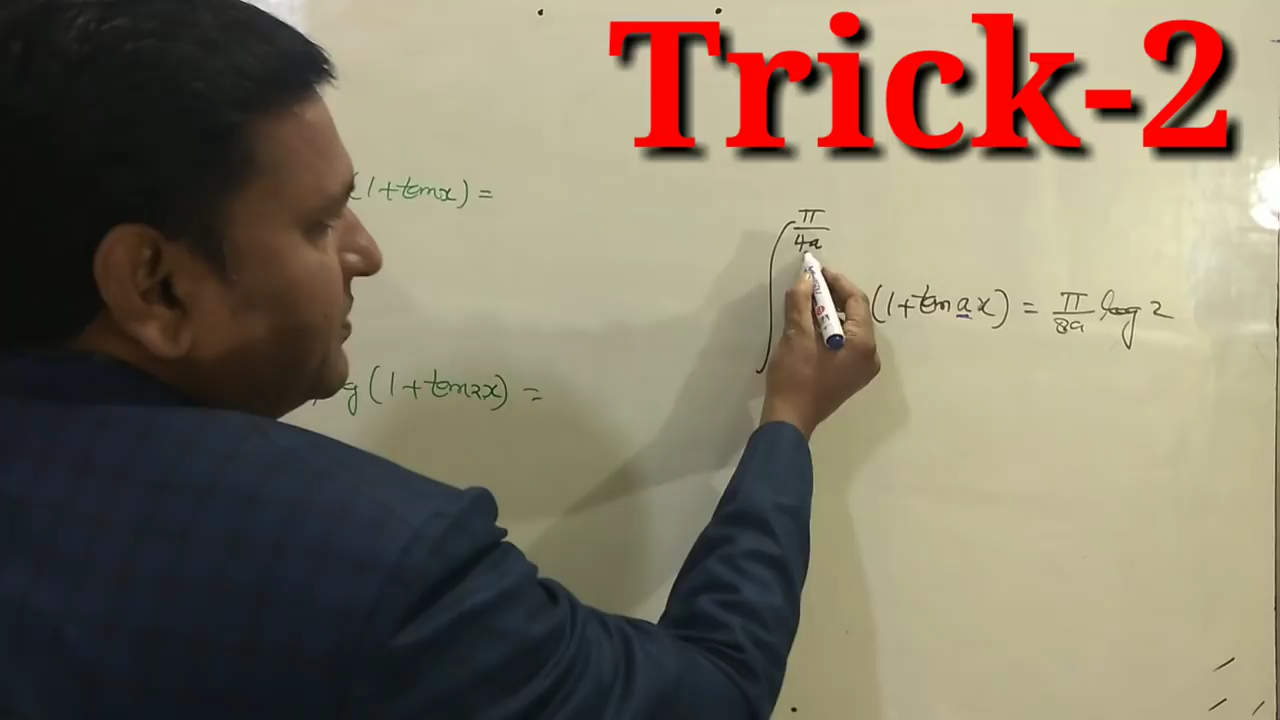 Trick-2
(1+tanx) =
π
4a
(1+tan ax) = π/8a log 2
g (1+tan2x) =